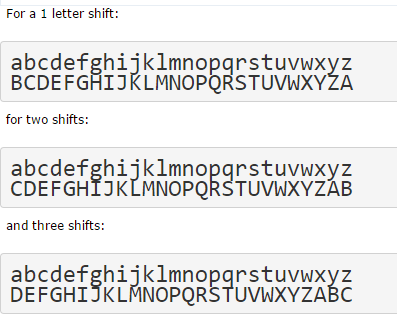 For a 1 letter shift:
abcdefghijklmnopqrstuvwxyz
BCDEFGHIJKLMNOPQRSTUVWXYZA
for two shifts:
abcdefghijklmnopqrstuvwxyz
CDEFGHIJKLMNOPQRSTUVWXYZAB
and three shifts:
abcdefghijklmnopqrstuvwxyz
DEFGHIJKLMNOPQRSTUVWXYZABC